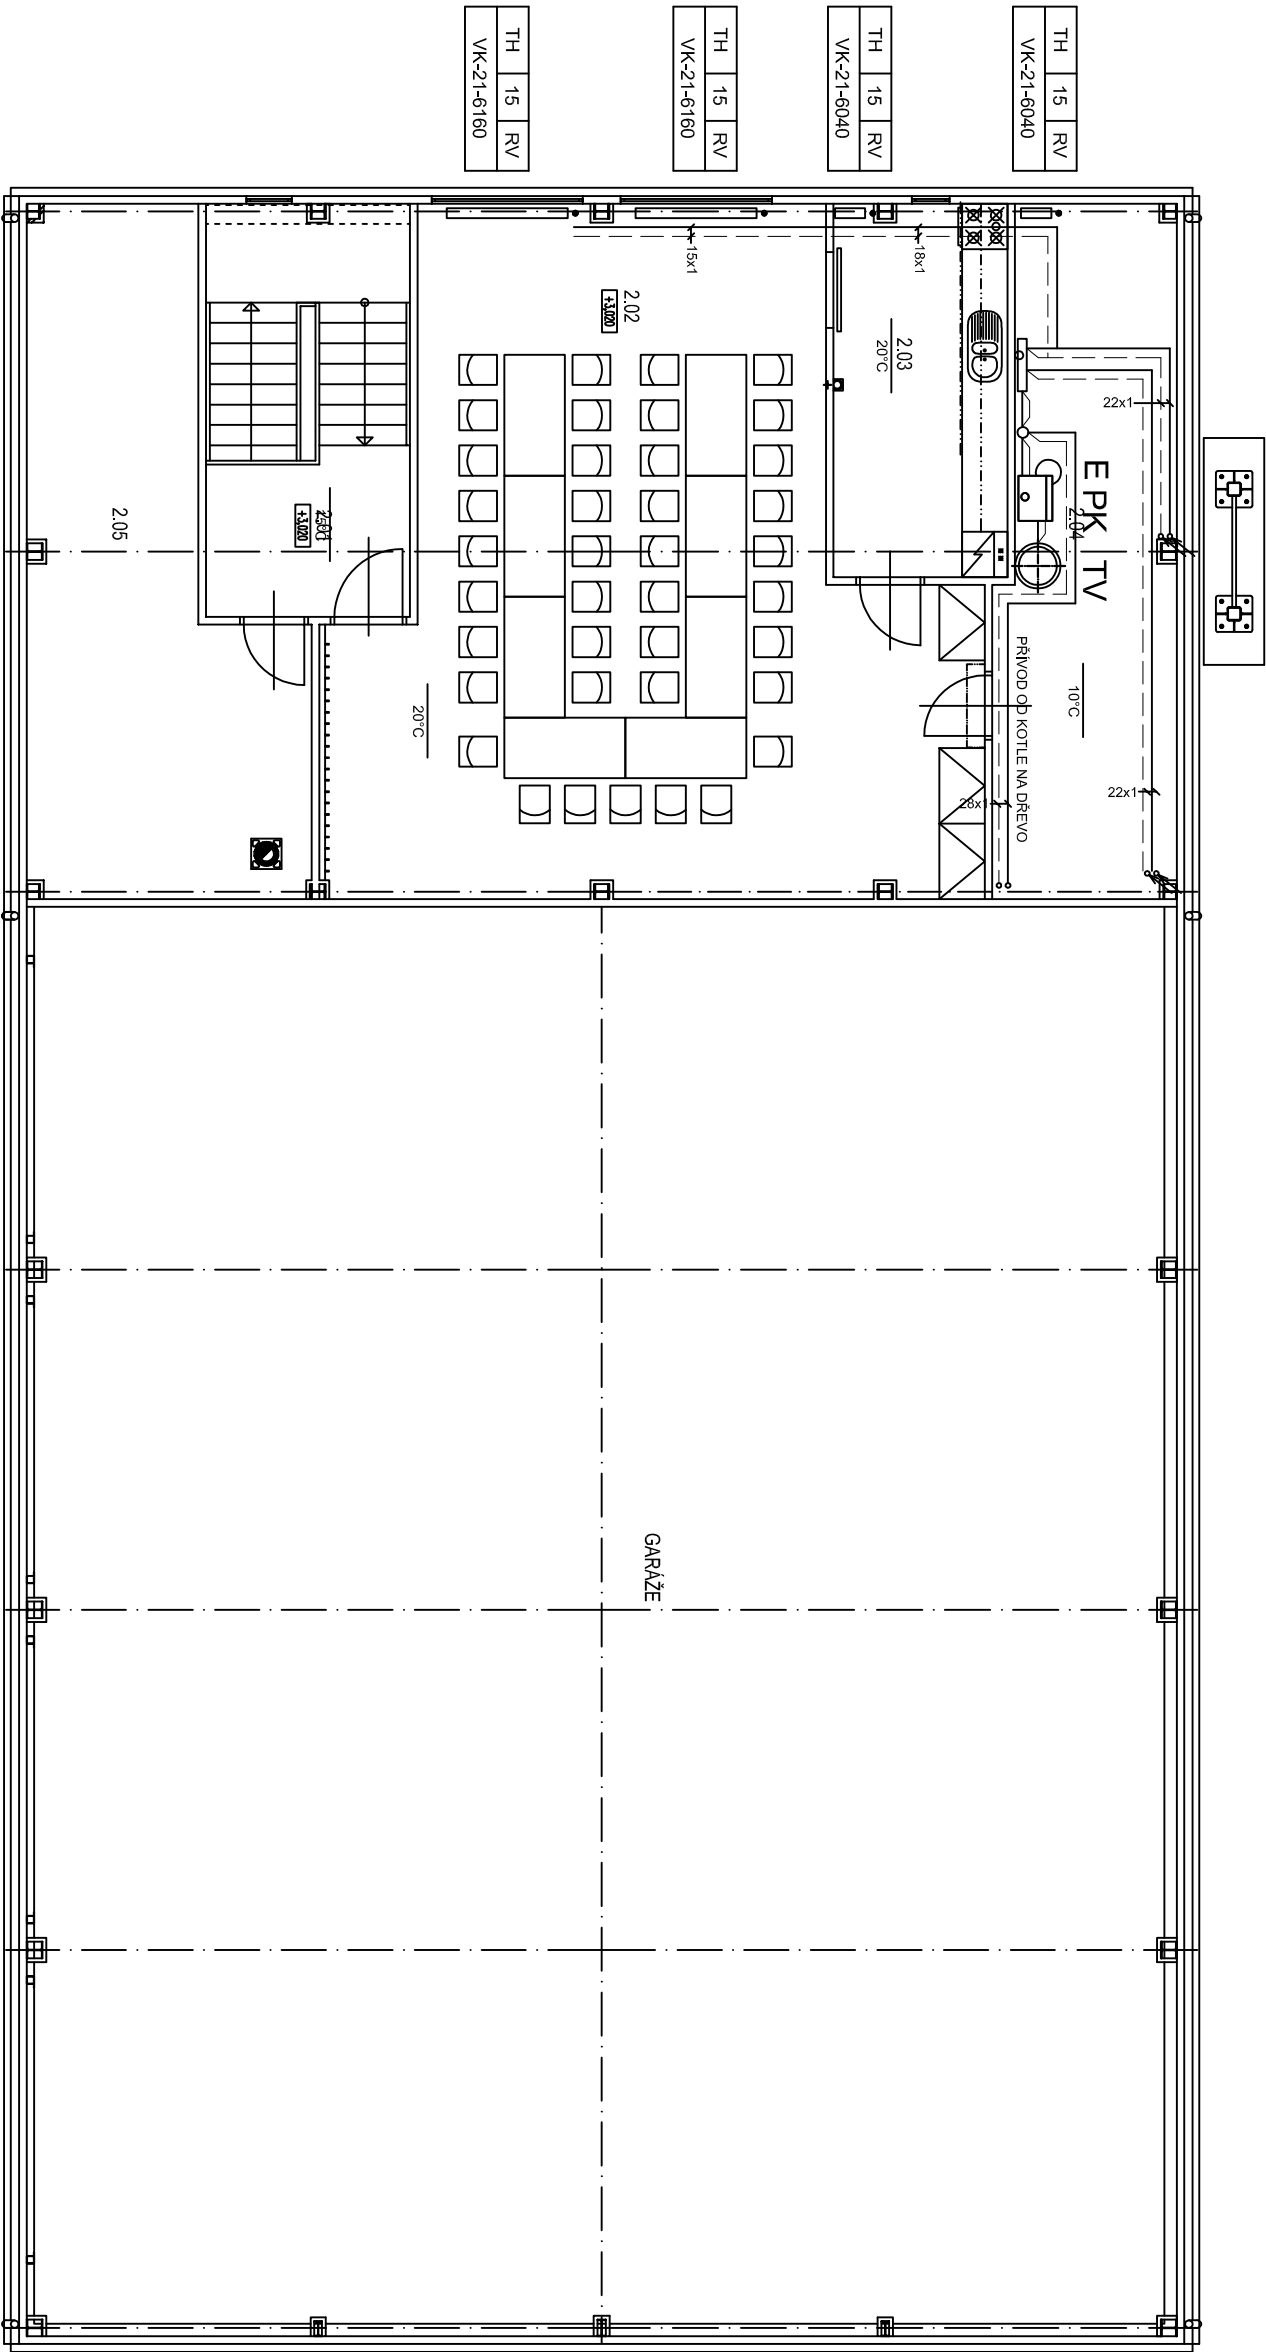 TH 15 RV
VK-21-6160
TH 15 RV
VK-21-6160
TH 15 RV
VK-21-6040
TH 15 RV
VK-21-6040
15x1
18x1
22x1
2.02
+3,020
2.03
20°C
E PK TV
2.04
2.05
+3,020
10°C
20°C
PŘÍVOD OD KOTLE NA DŘEVO
28x1
22x1
GARÁŽE